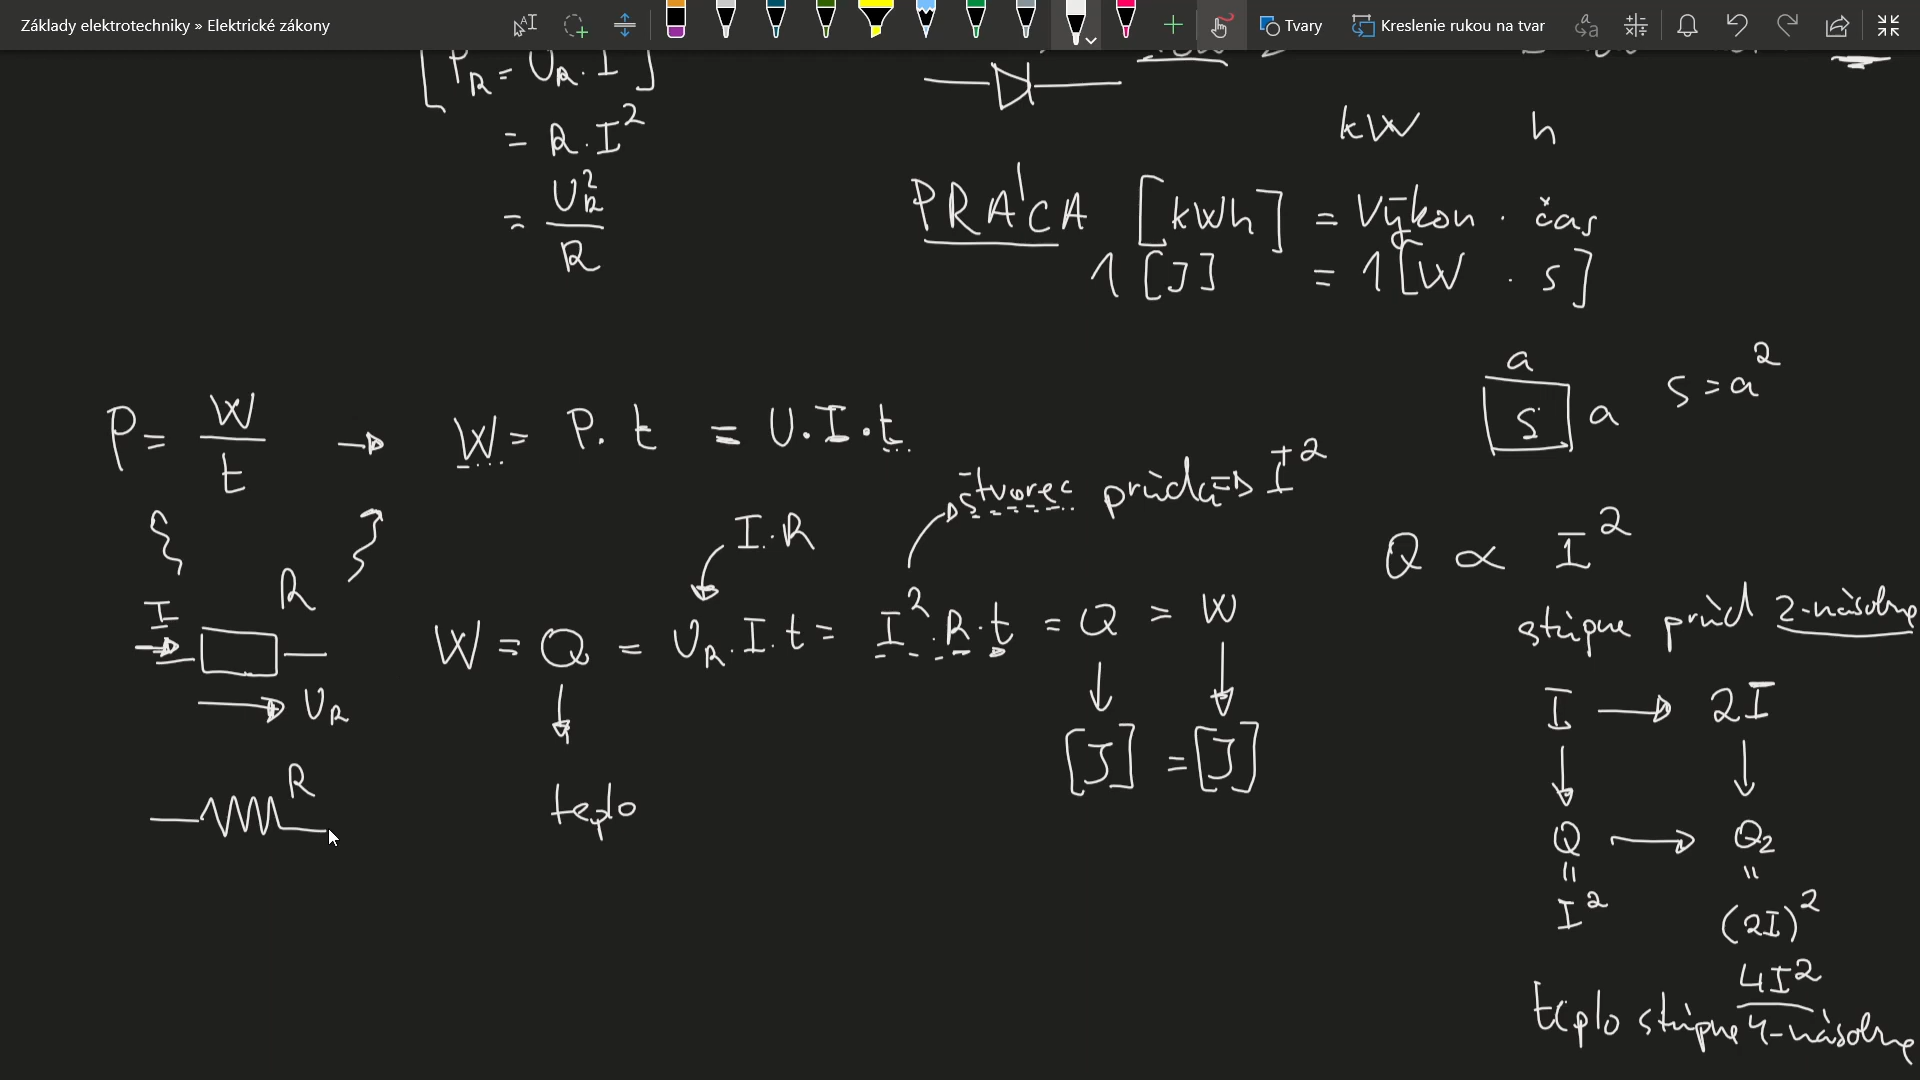 Základy elektrotechniky » Elektrické zákony
Tvary
Kreslenie rukou na tvar
[P_R = U_R . I]
= R . I²
= U_R² / R
kW h
PRÁCA [kWh] = Výkon . čas
1 [J] = 1 [W . s]
a
S a S = a²
P = W / t → W = P . t = U . I . t
štvorec prúdu => I²
I . R
Q ∝ I²
R
I
stúpne prúd 2-násobne
W = Q = U_R . I . t = I² . R . t = Q = W
U_R
I → 2I
[J] = [J]
R
teplo
Q → Q₂
= =
I² (2I)²
4I²
teplo stúpne 4-násobne